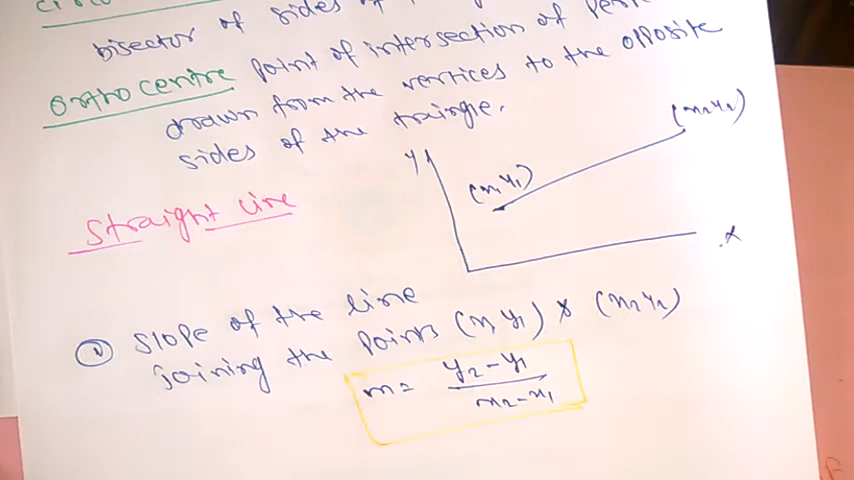 bisector of sides of
Ortho centre point of intersection of
drawn from the vertices to the opposite
sides of the traingle.
(x2 y2)
y
(x1 y1)
Straight line
x
① slope of the line
joining the points (x1 y1) & (x2 y2)
m = y2 - y1 / x2 - x1